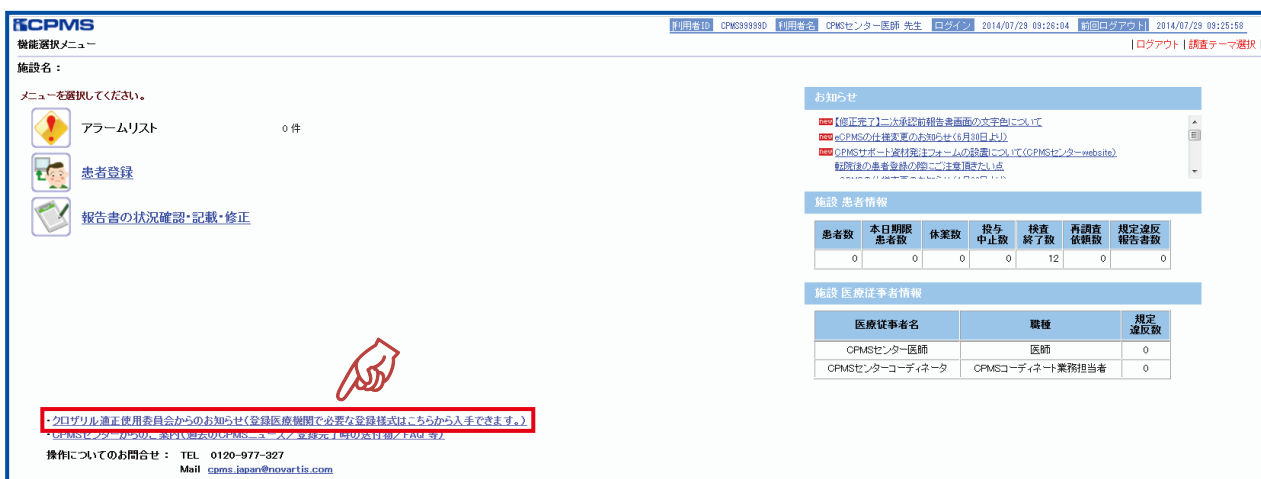 CPMS
利用者ID CPMS99999D 利用者名 CPMSセンター医師 先生 ログイン 2014/07/29 09:26:04 前回ログアウト 2014/07/29 09:25:58
機能選択メニュー
|ログアウト|調査テーマ選択|
施設名：
メニューを選択してください。
アラームリスト 0 件
患者登録
報告書の状況確認・記載・修正
お知らせ
new 【修正完了】二次承認前報告書画面の文字色について
new eCPMSの仕様変更のお知らせ(6月30日より)
new CPMSサポート資材発注フォームの設置について(CPMSセンターwebsite)
転院後の患者登録の際にご注意頂きたい点
施設 患者情報
患者数 本日期限患者数 休薬数 投与中止数 検査終了数 再調査依頼数 規定違反報告書数
0 0 0 0 12 0 0
施設 医療従事者情報
医療従事者名 職種 規定違反数
CPMSセンター医師 医師 0
CPMSセンターコーディネータ CPMSコーディネート業務担当者 0
・クロザリル適正使用委員会からのお知らせ(登録医療機関で必要な登録様式はこちらから入手できます。)
・CPMSセンターからのご案内(過去のCPMSニュース/登録完了時の送付物/FAQ 等)
操作についてのお問合せ： TEL 0120-977-327
Mail cpms.japan@novartis.com